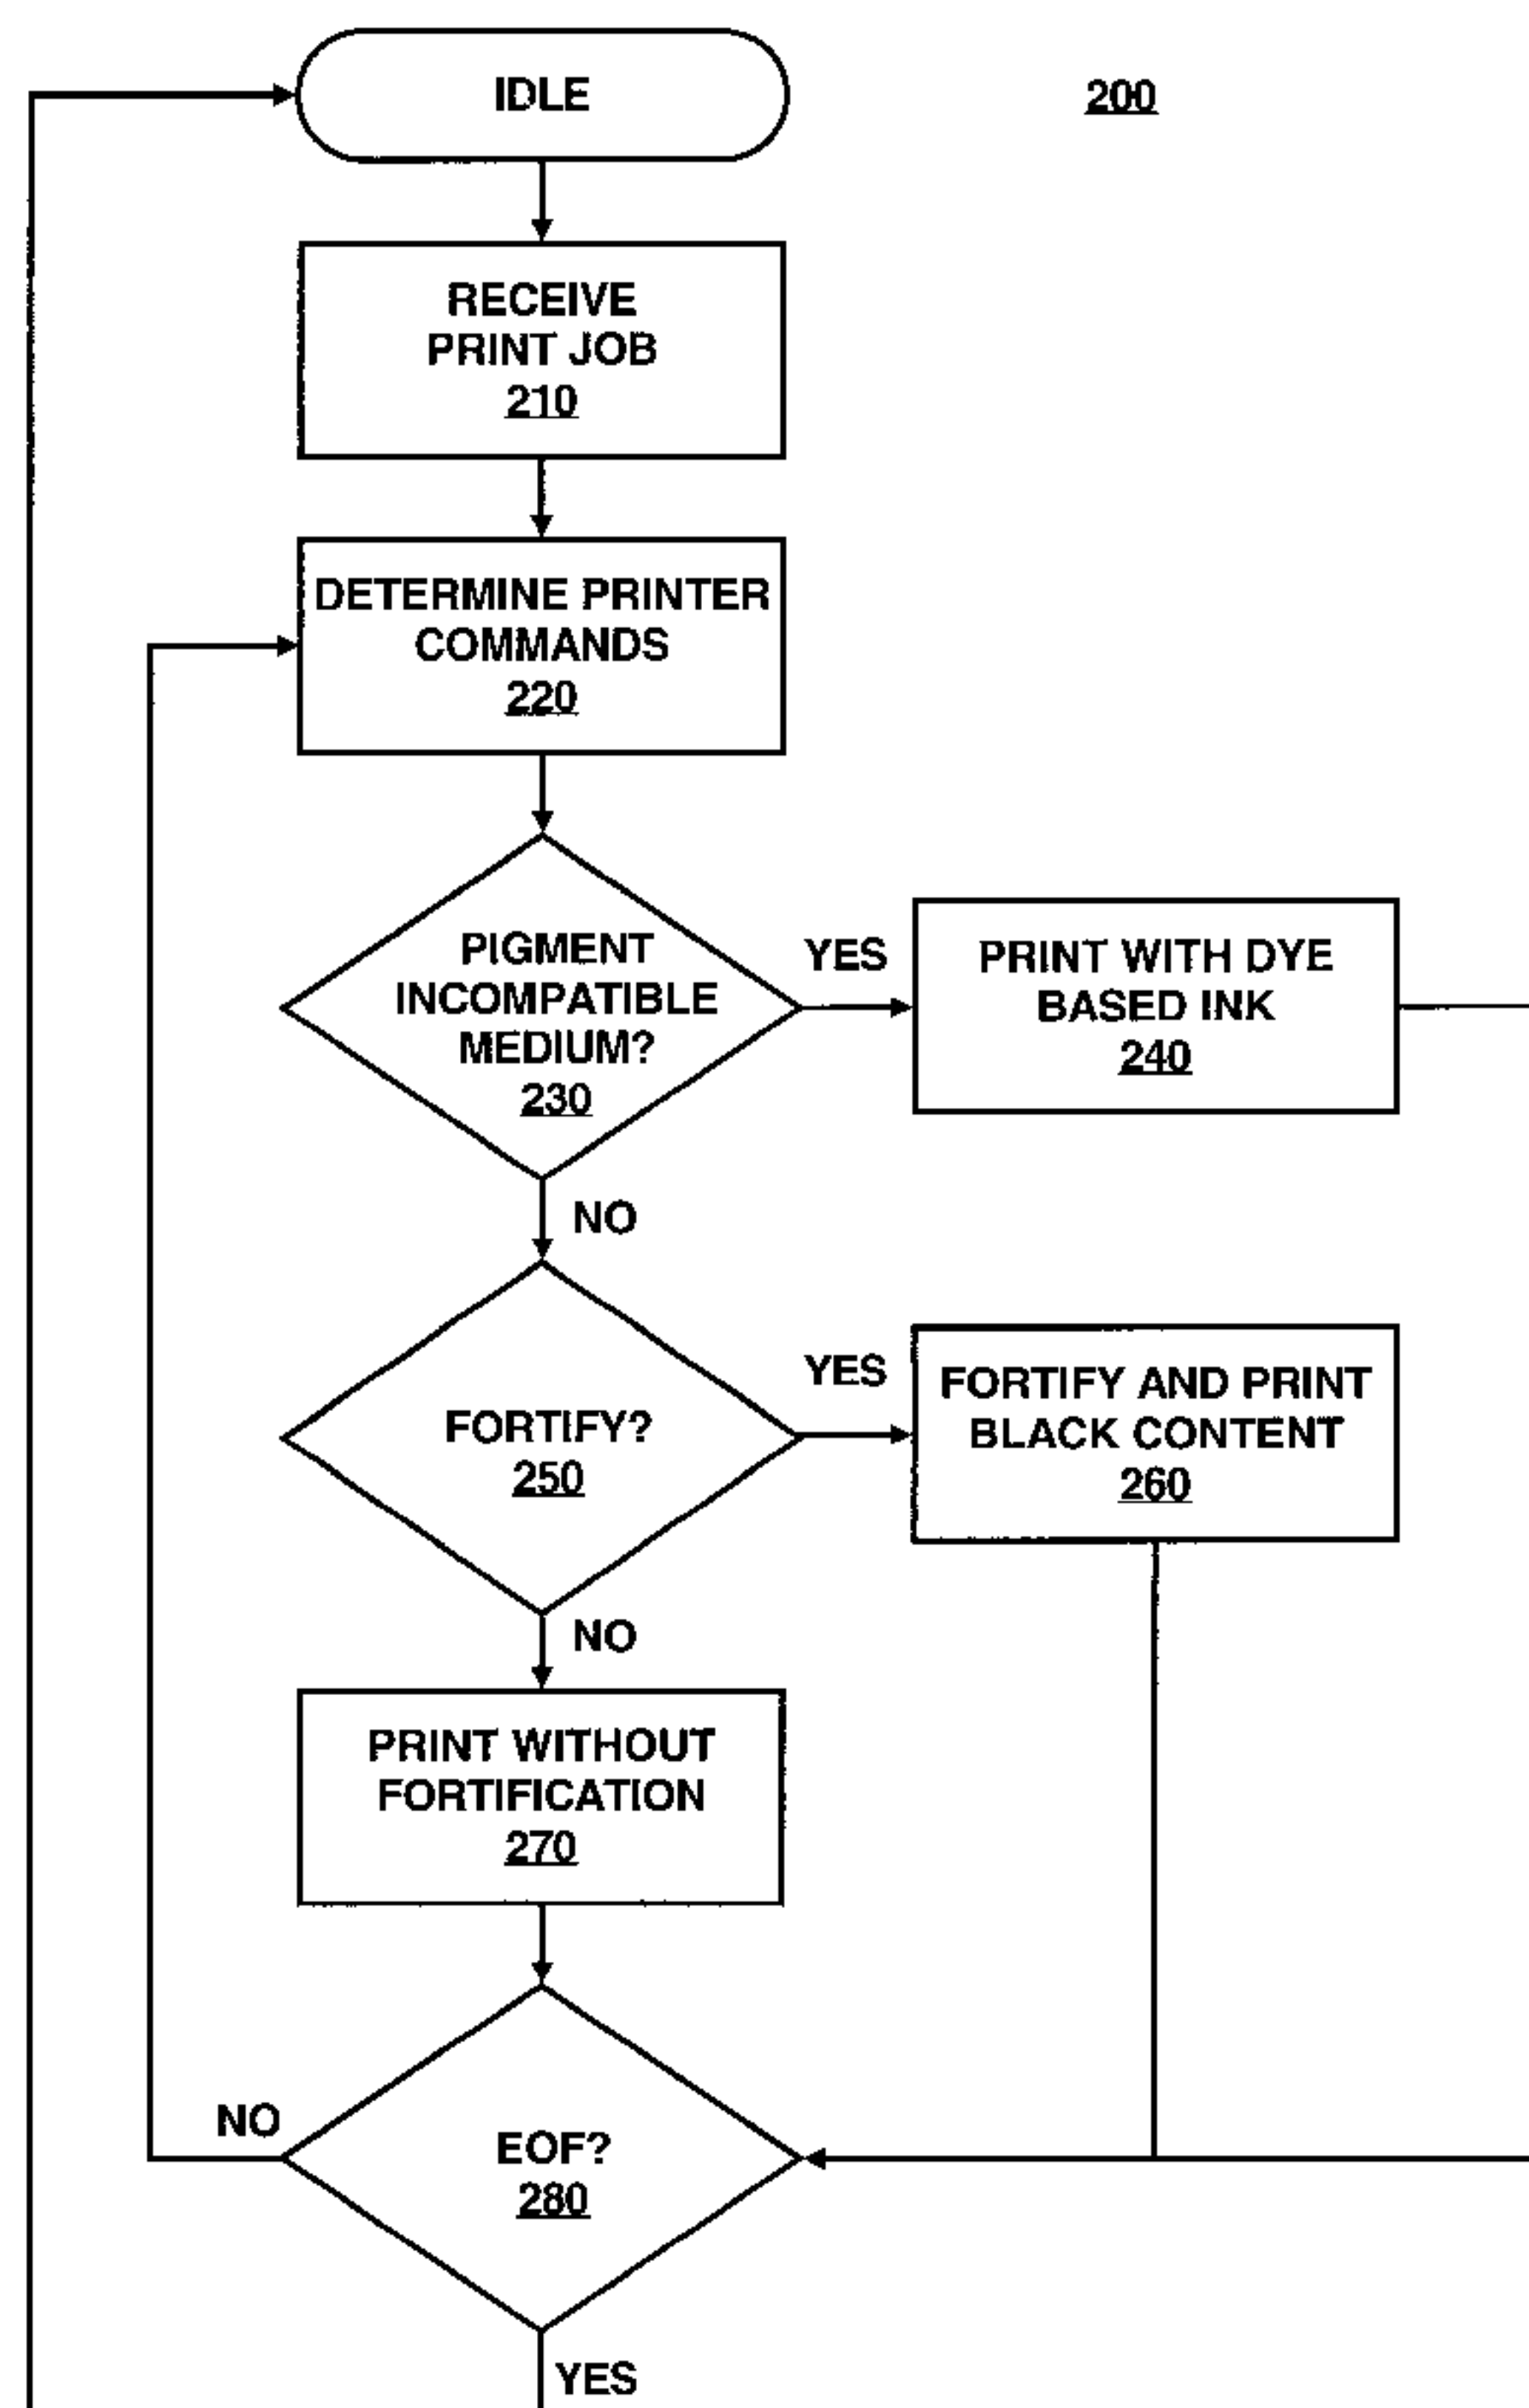 IDLE
200
RECEIVE
PRINT JOB
210
DETERMINE PRINTER
COMMANDS
220
PIGMENT
INCOMPATIBLE
MEDIUM?
230
YES
PRINT WITH DYE
BASED INK
240
NO
FORTIFY?
250
YES
FORTIFY AND PRINT
BLACK CONTENT
260
NO
PRINT WITHOUT
FORTIFICATION
270
NO
EOF?
280
YES